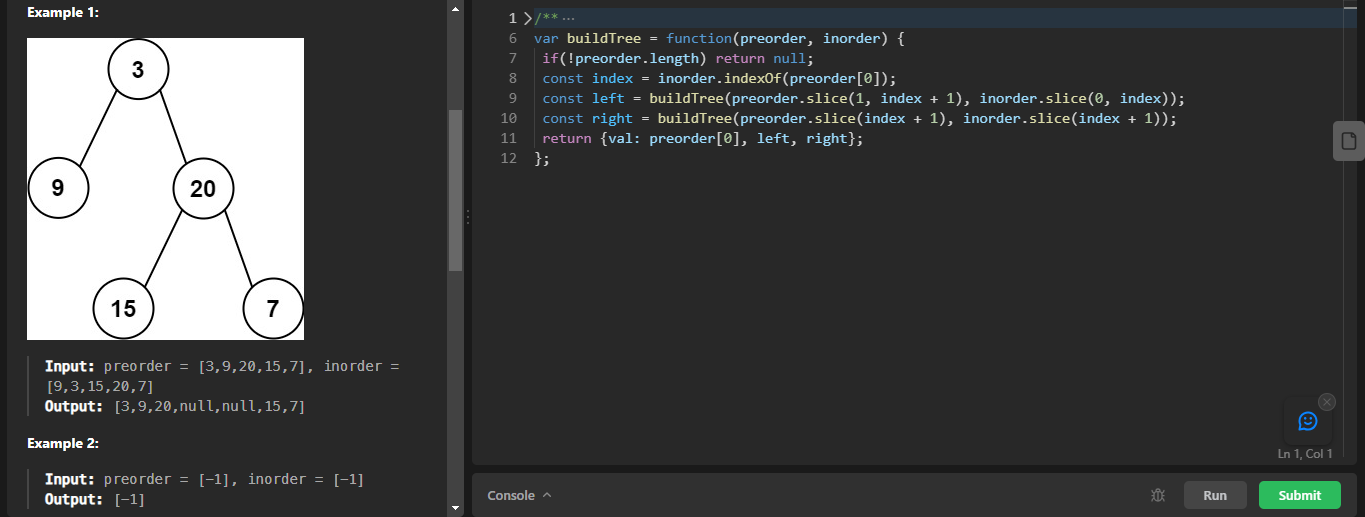 Example 1:
3
9
20
15
7
Input: preorder = [3,9,20,15,7], inorder =
[9,3,15,20,7]
Output: [3,9,20,null,null,15,7]
Example 2:
Input: preorder = [-1], inorder = [-1]
Output: [-1]
1 /** ···
6 var buildTree = function(preorder, inorder) {
7 if(!preorder.length) return null;
8 const index = inorder.indexOf(preorder[0]);
9 const left = buildTree(preorder.slice(1, index + 1), inorder.slice(0, index));
10 const right = buildTree(preorder.slice(index + 1), inorder.slice(index + 1));
11 return {val: preorder[0], left, right};
12 };
Ln 1, Col 1
Console
Run
Submit